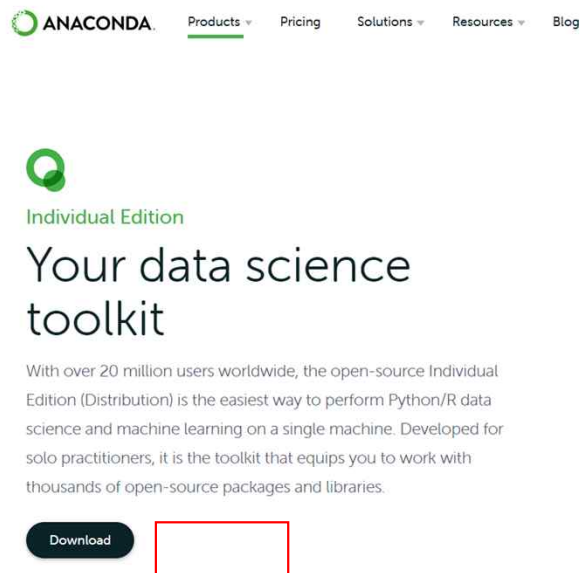 ANACONDA. Products Pricing Solutions Resources Blog
Individual Edition
Your data science
toolkit
With over 20 million users worldwide, the open-source Individual
Edition (Distribution) is the easiest way to perform Python/R data
science and machine learning on a single machine. Developed for
solo practitioners, it is the toolkit that equips you to work with
thousands of open-source packages and libraries.
Download